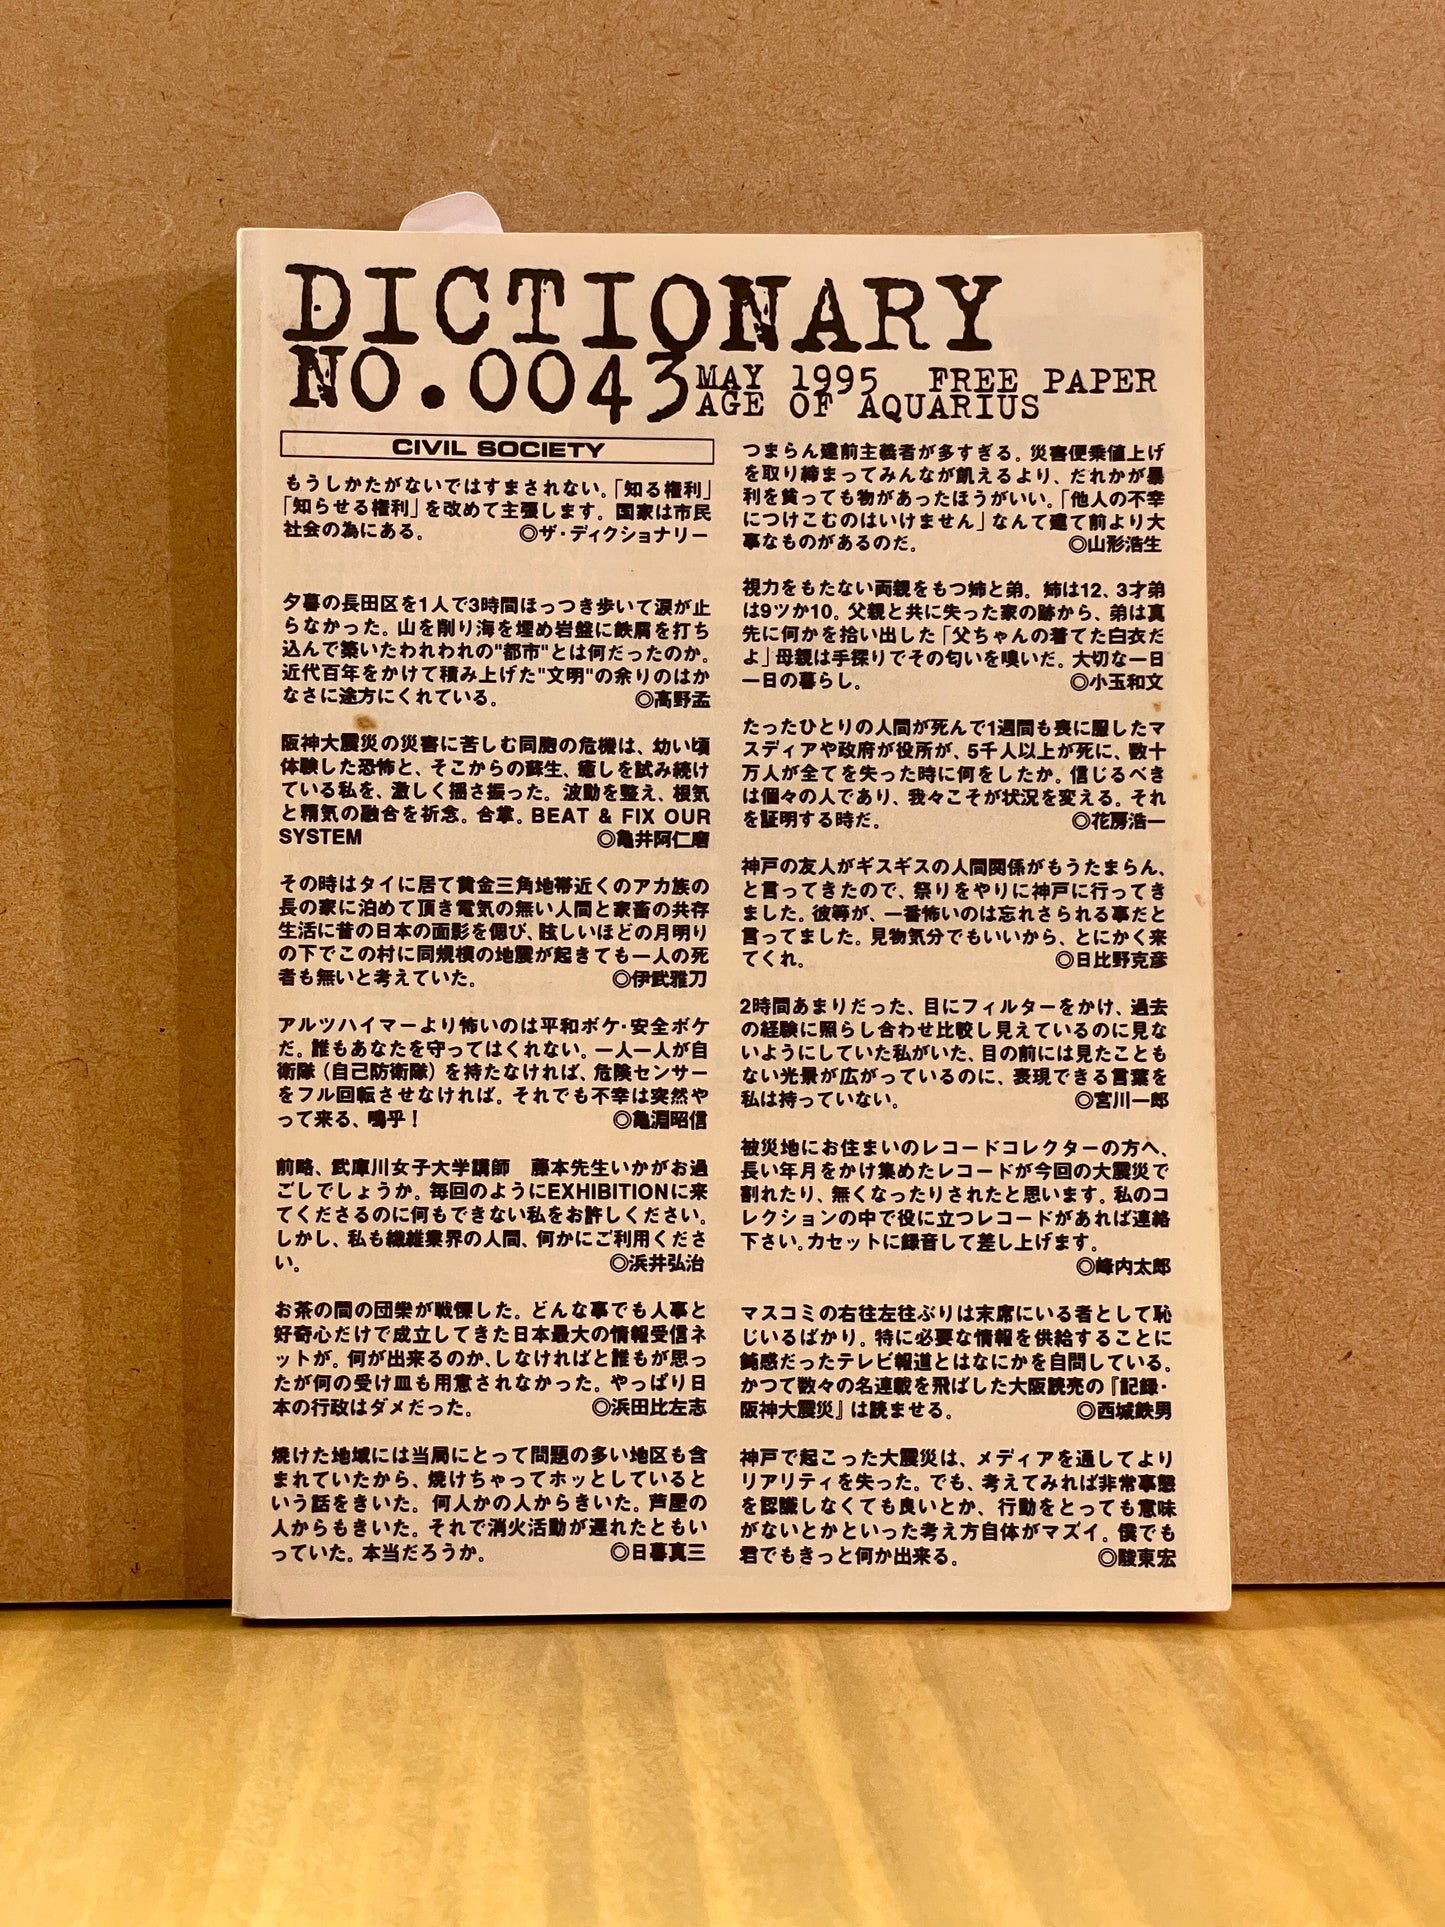 DICTIONARY
NO.0043
MAY 1995 FREE PAPER
AGE OF AQUARIUS
CIVIL SOCIETY
もうしかたがないではすまされない。「知る権利」
「知らせる権利」を改めて主張します。国家は市民
社会の為にある。 ◎ザ・ディクショナリー
夕暮の長田区を1人で3時間ほっつき歩いて涙が止
らなかった。山を削り海を埋め岩盤に鉄屑を打ち
込んで築いたわれわれの"都市"とは何だったのか。
近代百年をかけて積み上げた"文明"の余りのはか
なさに途方にくれている。 ◎高野孟
阪神大震災の災害に苦しむ同胞の危機は、幼い頃
体験した恐怖と、そこからの蘇生、癒しを試み続け
ている私を、激しく揺さ振った。波動を整え、根気
と精気の融合を祈念。合掌。BEAT & FIX OUR
SYSTEM ◎亀井阿仁磨
その時はタイに居て黄金三角地帯近くのアカ族の
長の家に泊めて頂き電気の無い人間と家畜の共存
生活に昔の日本の面影を偲び、眩しいほどの月明り
の下でこの村に同規模の地震が起きても一人の死
者も無いと考えていた。 ◎伊武雅刀
アルツハイマーより怖いのは平和ボケ・安全ボケ
だ。誰もあなたを守ってはくれない。一人一人が自
衛隊（自己防衛隊）を持たなければ、危険センサー
をフル回転させなければ。それでも不幸は突然や
って来る、鳴乎！ ◎亀淵昭信
前略、武庫川女子大学講師 藤本先生いかがお過
ごしでしょうか。毎回のようにEXHIBITIONに来
てくださるのに何もできない私をお許しください。
しかし、私も繊維業界の人間、何かにご利用くださ
い。 ◎浜井弘治
お茶の間の団欒が戦慄した。どんな事でも人事と
好奇心だけで成立してきた日本最大の情報受信ネ
ットが。何が出来るのか、しなければと誰もが思っ
たが何の受け皿も用意されなかった。やっぱり日
本の行政はダメだった。 ◎浜田比左志
焼けた地域には当局にとって問題の多い地区も含
まれていたから、焼けちゃってホッとしていると
いう話をきいた。何人かの人からきいた。芦屋の
人からもきいた。それで消火活動が遅れたともい
っていた。本当だろうか。 ◎日暮真三
つまらん建前主義者が多すぎる。災害便乗値上げ
を取り締まってみんなが飢えるより、だれかが暴
利を貪っても物があったほうがいい。「他人の不幸
につけこむのはいけません」なんて建て前より大
事なものがあるのだ。 ◎山形浩生
視力をもたない両親をもつ姉と弟。姉は12、3才弟
は9ツか10。父親と共に失った家の跡から、弟は真
先に何かを拾い出した「父ちゃんの着てた白衣だ
よ」母親は手探りでその匂いを嗅いだ。大切な一日
一日の暮らし。 ◎小玉和文
たったひとりの人間が死んで1週間も喪に服したマ
スディアや政府が役所が、5千人以上が死に、数十
万人が全てを失った時に何をしたか。信じるべき
は個々の人であり、我々こそが状況を変える。それ
を証明する時だ。 ◎花房浩一
神戸の友人がギスギスの人間関係がもうたまらん、
と言ってきたので、祭りをやりに神戸に行ってき
ました。彼等が、一番怖いのは忘れさられる事だと
言ってました。見物気分でもいいから、とにかく来
てくれ。 ◎日比野克彦
2時間あまりだった、目にフィルターをかけ、過去
の経験に照らし合わせ比較し見えているのに見な
いようにしていた私がいた、目の前には見たことも
ない光景が広がっているのに、表現できる言葉を
私は持っていない。 ◎宮川一郎
被災地にお住まいのレコードコレクターの方へ、
長い年月をかけ集めたレコードが今回の大震災で
割れたり、無くなったりされたと思います。私のコ
レクションの中で役に立つレコードがあれば連絡
下さい。カセットに録音して差し上げます。
◎峰内太郎
マスコミの右往左往ぶりは末席にいる者として恥
じいるばかり。特に必要な情報を供給することに
鈍感だったテレビ報道とはなにかを自問している。
かつて数々の名連載を飛ばした大阪読売の『記録・
阪神大震災』は読ませる。 ◎西城鉄男
神戸で起こった大震災は、メディアを通してより
リアリティを失った。でも、考えてみれば非常事態
を認識しなくても良いとか、行動をとっても意味
がないとかといった考え方自体がマズイ。僕でも
君でもきっと何か出来る。 ◎駿東宏